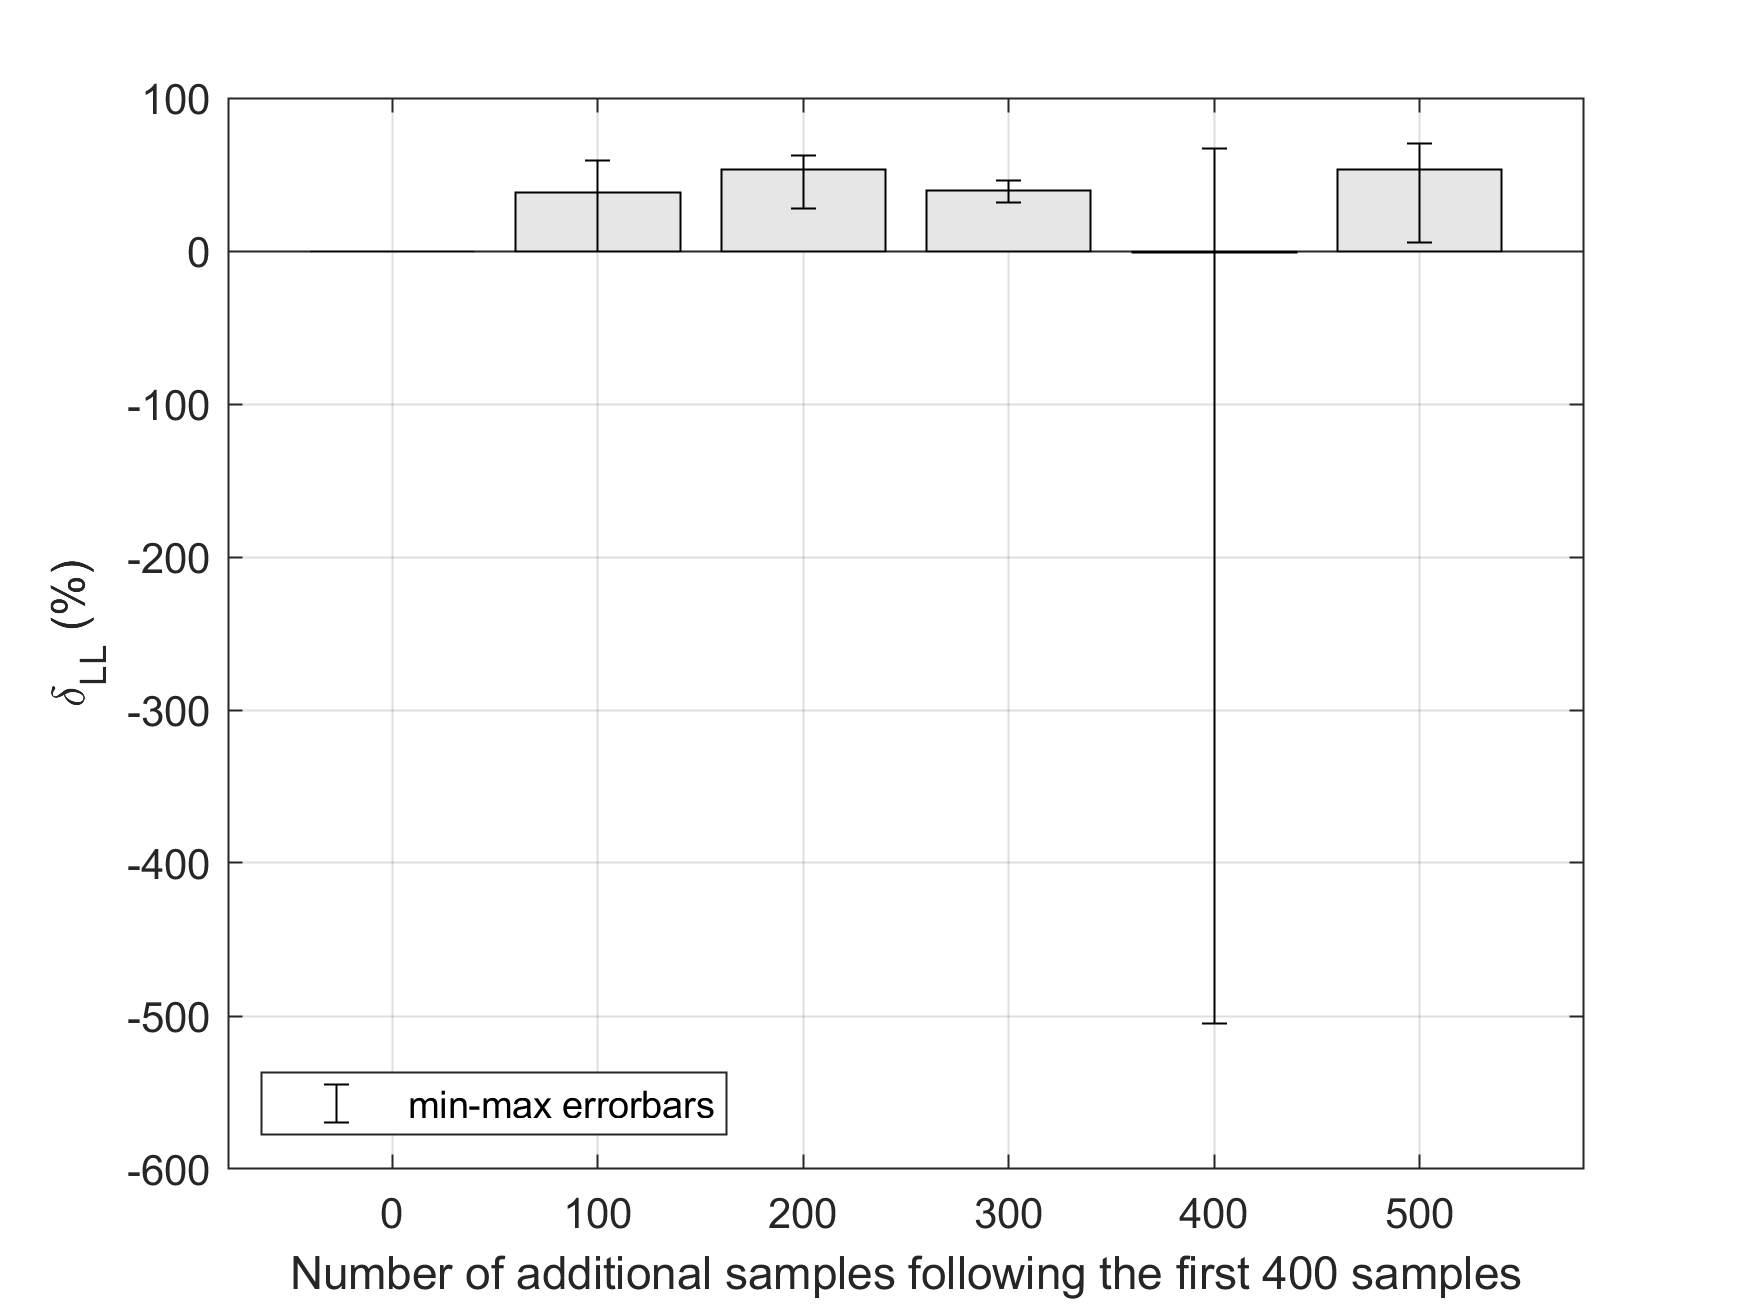 100
0
-100
-200
-300
-400
-500
-600
δLL (%)
min-max errorbars
0 100 200 300 400 500
Number of additional samples following the first 400 samples